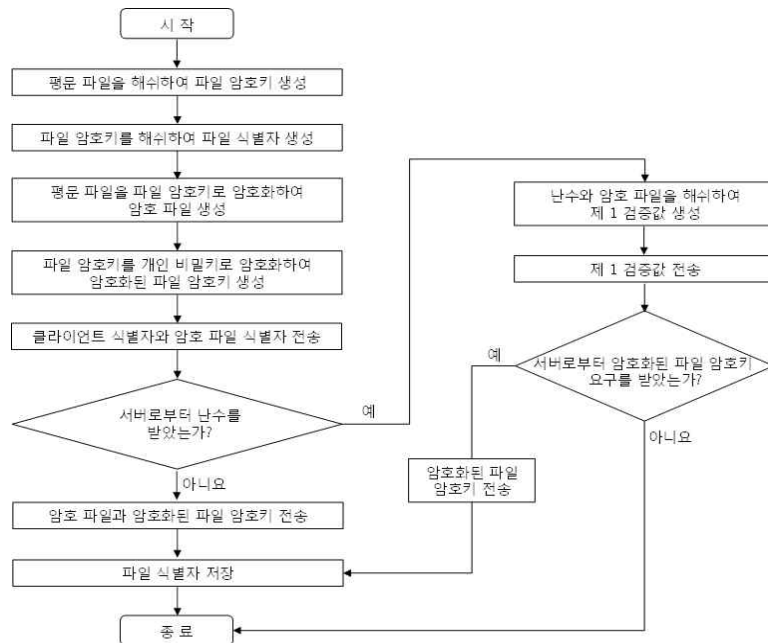 시 작
평문 파일을 해쉬하여 파일 암호키 생성
파일 암호키를 해쉬하여 파일 식별자 생성
평문 파일을 파일 암호키로 암호화하여
암호 파일 생성
파일 암호키를 개인 비밀키로 암호화하여
암호화된 파일 암호키 생성
클라이언트 식별자와 암호 파일 식별자 전송
서버로부터 난수를
받았는가?
예
아니요
암호 파일과 암호화된 파일 암호키 전송
파일 식별자 저장
종 료
난수와 암호 파일을 해쉬하여
제 1 검증값 생성
제 1 검증값 전송
서버로부터 암호화된 파일 암호키
요구를 받았는가?
예
아니요
암호화된 파일
암호키 전송